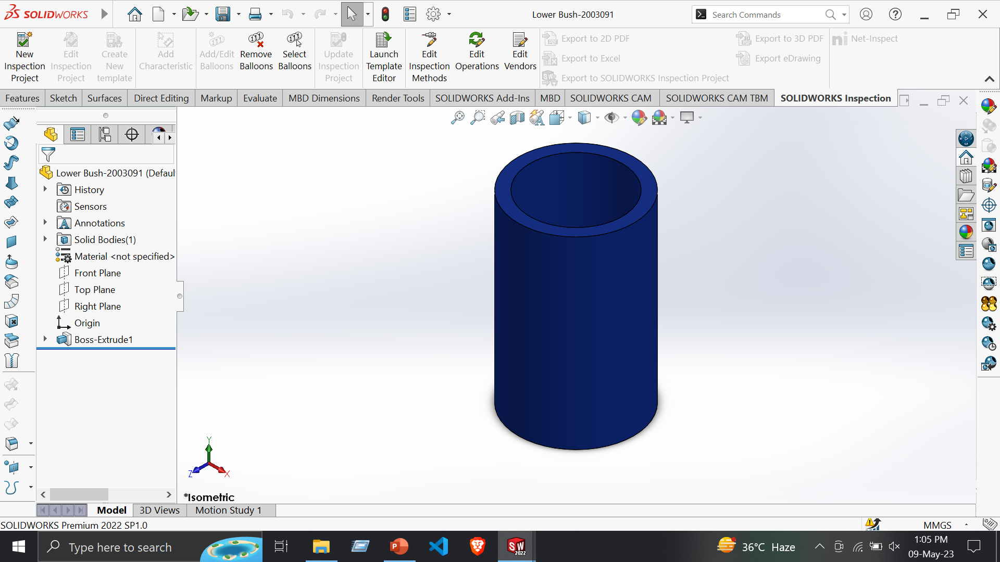 SOLIDWORKS
Lower Bush-2003091
Search Commands
New Inspection Project
Edit Inspection Project
Create New template
Add Characteristic
Add/Edit Balloons
Remove Balloons
Select Balloons
Update Inspection Project
Launch Template Editor
Edit Inspection Methods
Edit Operations
Edit Vendors
Export to 2D PDF
Export to Excel
Export to SOLIDWORKS Inspection Project
Export to 3D PDF
Export eDrawing
Net-Inspect
Features
Sketch
Surfaces
Direct Editing
Markup
Evaluate
MBD Dimensions
Render Tools
SOLIDWORKS Add-Ins
MBD
SOLIDWORKS CAM
SOLIDWORKS CAM TBM
SOLIDWORKS Inspection
Lower Bush-2003091 (Defaul
History
Sensors
Annotations
Solid Bodies(1)
Material <not specified>
Front Plane
Top Plane
Right Plane
Origin
Boss-Extrude1
Y
Z
X
*Isometric
Model
3D Views
Motion Study 1
SOLIDWORKS Premium 2022 SP1.0
MMGS
Type here to search
SW 2022
36°C Haze
1:05 PM
09-May-23